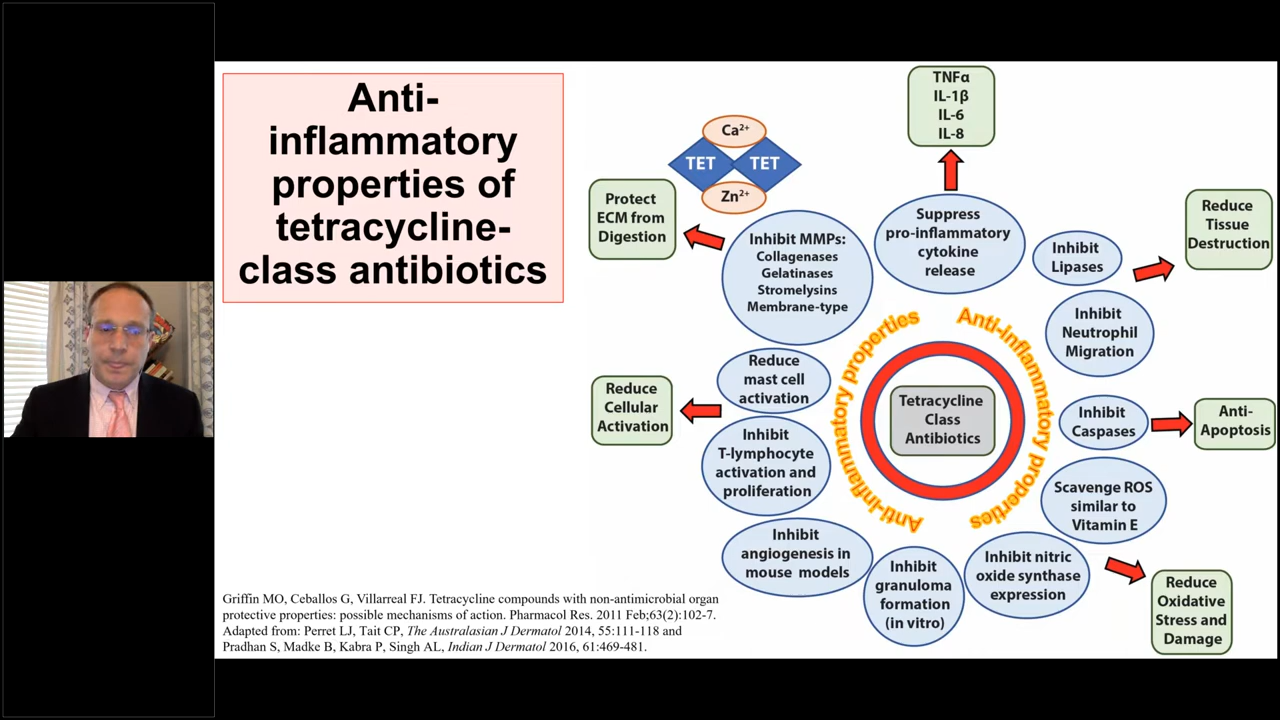 Anti-
inflammatory
properties of
tetracycline-
class antibiotics
Ca²⁺
TET TET
Zn²⁺
TNFα
IL-1β
IL-6
IL-8
Protect
ECM from
Digestion
Inhibit MMPs:
Collagenases
Gelatinases
Stromelysins
Membrane-type
Suppress
pro-inflammatory
cytokine
release
Inhibit
Lipases
Reduce
Tissue
Destruction
Inhibit
Neutrophil
Migration
Reduce
mast cell
activation
Reduce
Cellular
Activation
Inhibit
T-lymphocyte
activation and
proliferation
Anti-inflammatory properties
Anti-inflammatory properties
Tetracycline
Class
Antibiotics
Inhibit
Caspases
Anti-
Apoptosis
Scavenge ROS
similar to
Vitamin E
Inhibit
angiogenesis in
mouse models
Inhibit
granuloma
formation
(in vitro)
Inhibit nitric
oxide synthase
expression
Reduce
Oxidative
Stress and
Damage
Griffin MO, Ceballos G, Villarreal FJ. Tetracycline compounds with non-antimicrobial organ
protective properties: possible mechanisms of action. Pharmacol Res. 2011 Feb;63(2):102-7.
Adapted from: Perret LJ, Tait CP, The Australasian J Dermatol 2014, 55:111-118 and
Pradhan S, Madke B, Kabra P, Singh AL, Indian J Dermatol 2016, 61:469-481.